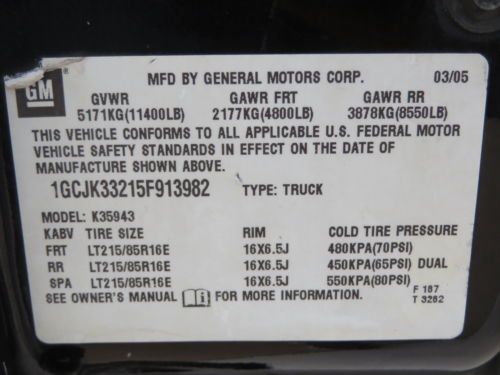 GM
MFD BY GENERAL MOTORS CORP. 03/05
GVWR GAWR FRT GAWR RR
5171KG(11400LB) 2177KG(4800LB) 3878KG(8550LB)
THIS VEHICLE CONFORMS TO ALL APPLICABLE U.S. FEDERAL MOTOR
VEHICLE SAFETY STANDARDS IN EFFECT ON THE DATE OF
MANUFACTURE SHOWN ABOVE.
1GCJK33215F913982 TYPE: TRUCK
MODEL: K35943
KABV TIRE SIZE RIM COLD TIRE PRESSURE
FRT LT215/85R16E 16X6.5J 480KPA(70PSI)
RR LT215/85R16E 16X6.5J 450KPA(65PSI) DUAL
SPA LT215/85R16E 16X6.5J 550KPA(80PSI)
SEE OWNER'S MANUAL FOR MORE INFORMATION.
F 187
T 3262